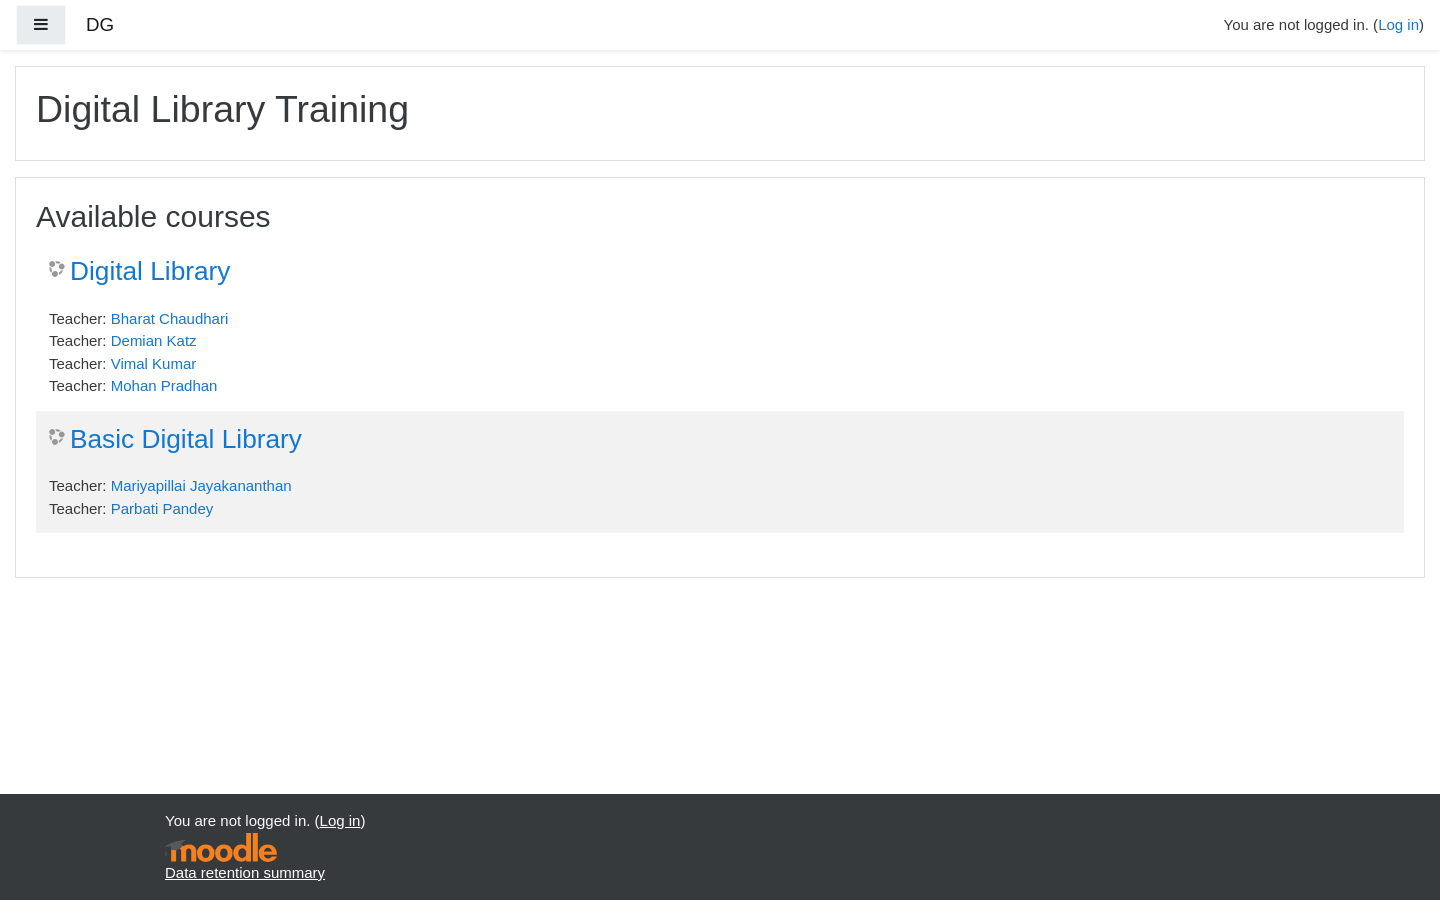 DG
You are not logged in. (Log in)
Digital Library Training
Available courses
Digital Library
Teacher: Bharat Chaudhari
Teacher: Demian Katz
Teacher: Vimal Kumar
Teacher: Mohan Pradhan
Basic Digital Library
Teacher: Mariyapillai Jayakananthan
Teacher: Parbati Pandey
You are not logged in. (Log in)
moodle
Data retention summary